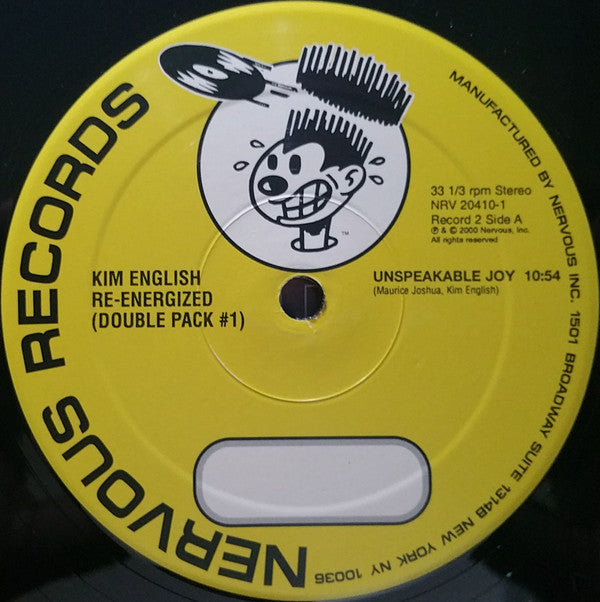 NERVOUS RECORDS
MANUFACTURED BY NERVOUS INC. 1501 BROADWAY SUITE 1314B NEW YORK NY 10036
TM
33 1/3 rpm Stereo
NRV 20410-1
Record 2 Side A
℗ & © 2000 Nervous, Inc.
All rights reserved
KIM ENGLISH
RE-ENERGIZED
(DOUBLE PACK #1)
UNSPEAKABLE JOY 10:54
(Maurice Joshua, Kim English)